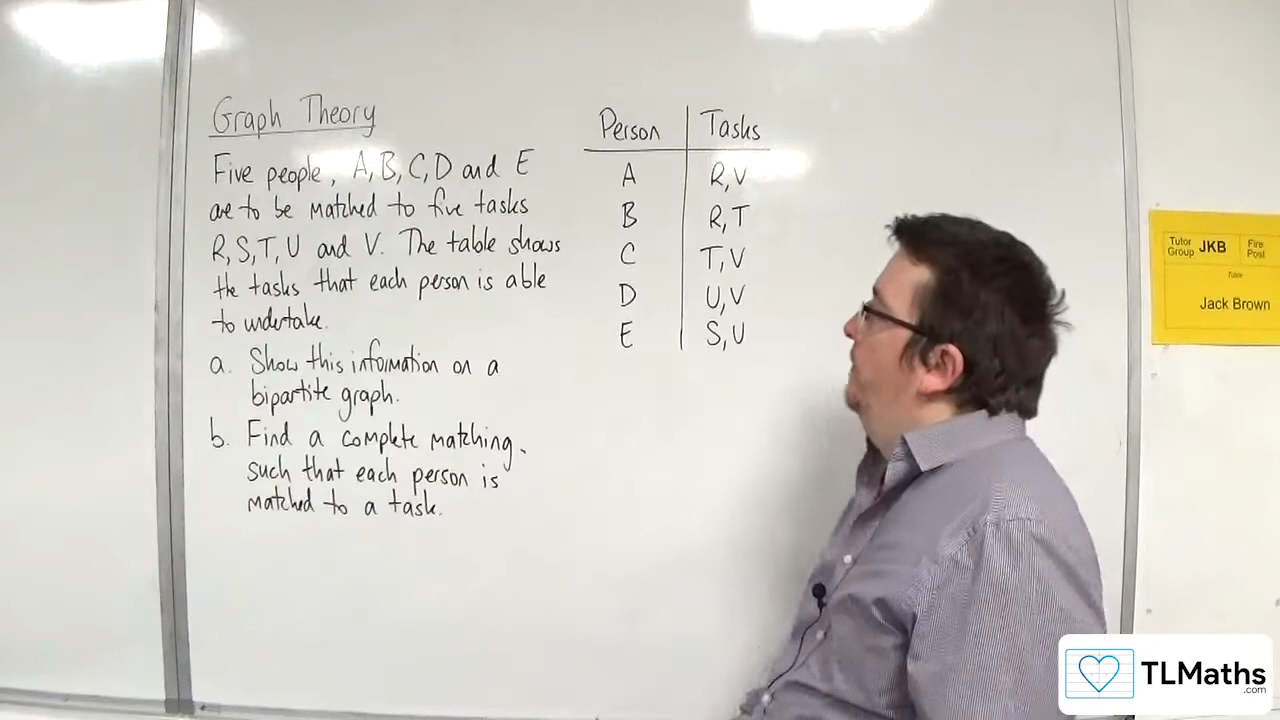 Graph Theory
Five people, A, B, C, D and E
are to be matched to five tasks
R, S, T, U and V. The table shows
the tasks that each person is able
to undertake.
a. Show this information on a
bipartite graph.
b. Find a complete matching.
such that each person is
matched to a task.
Person Tasks
A R, V
B R, T
C T, V
D U, V
E S, U
Tutor Group JKB Fire Post
Tutor
Jack Brown
TLMaths
.com